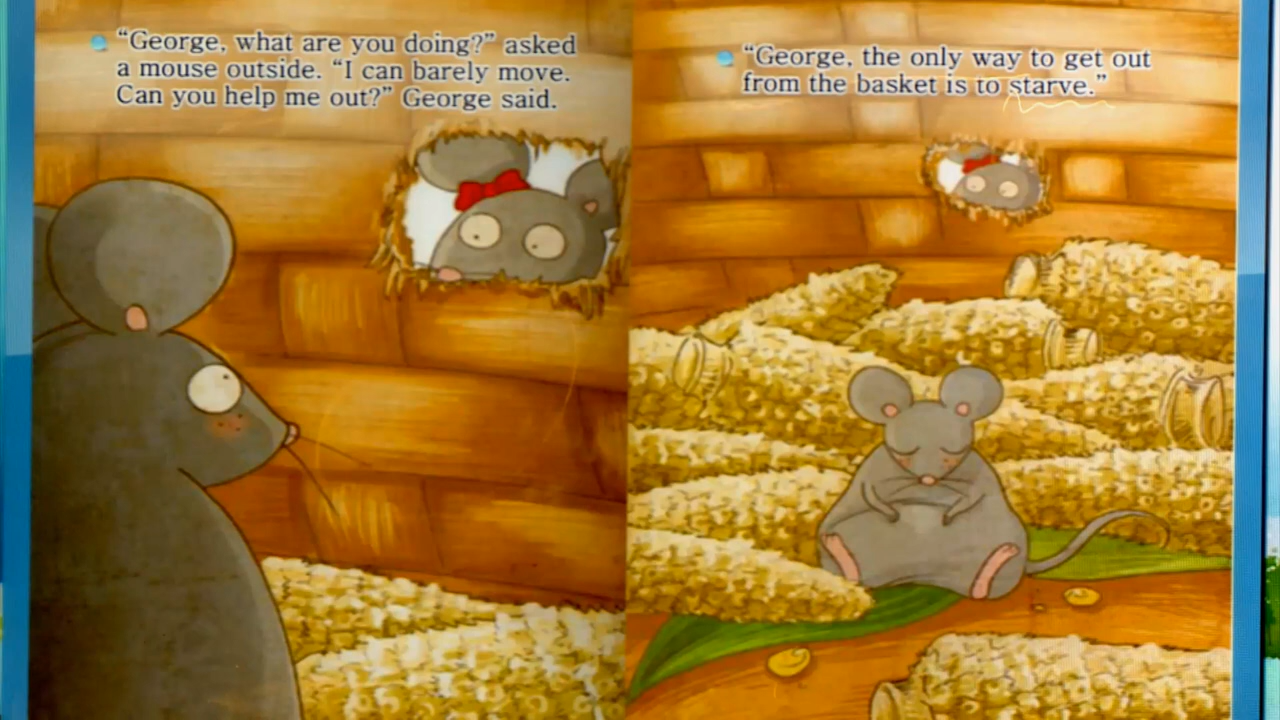 “George, what are you doing?” asked
a mouse outside. “I can barely move.
Can you help me out?” George said.
“George, the only way to get out
from the basket is to starve.”